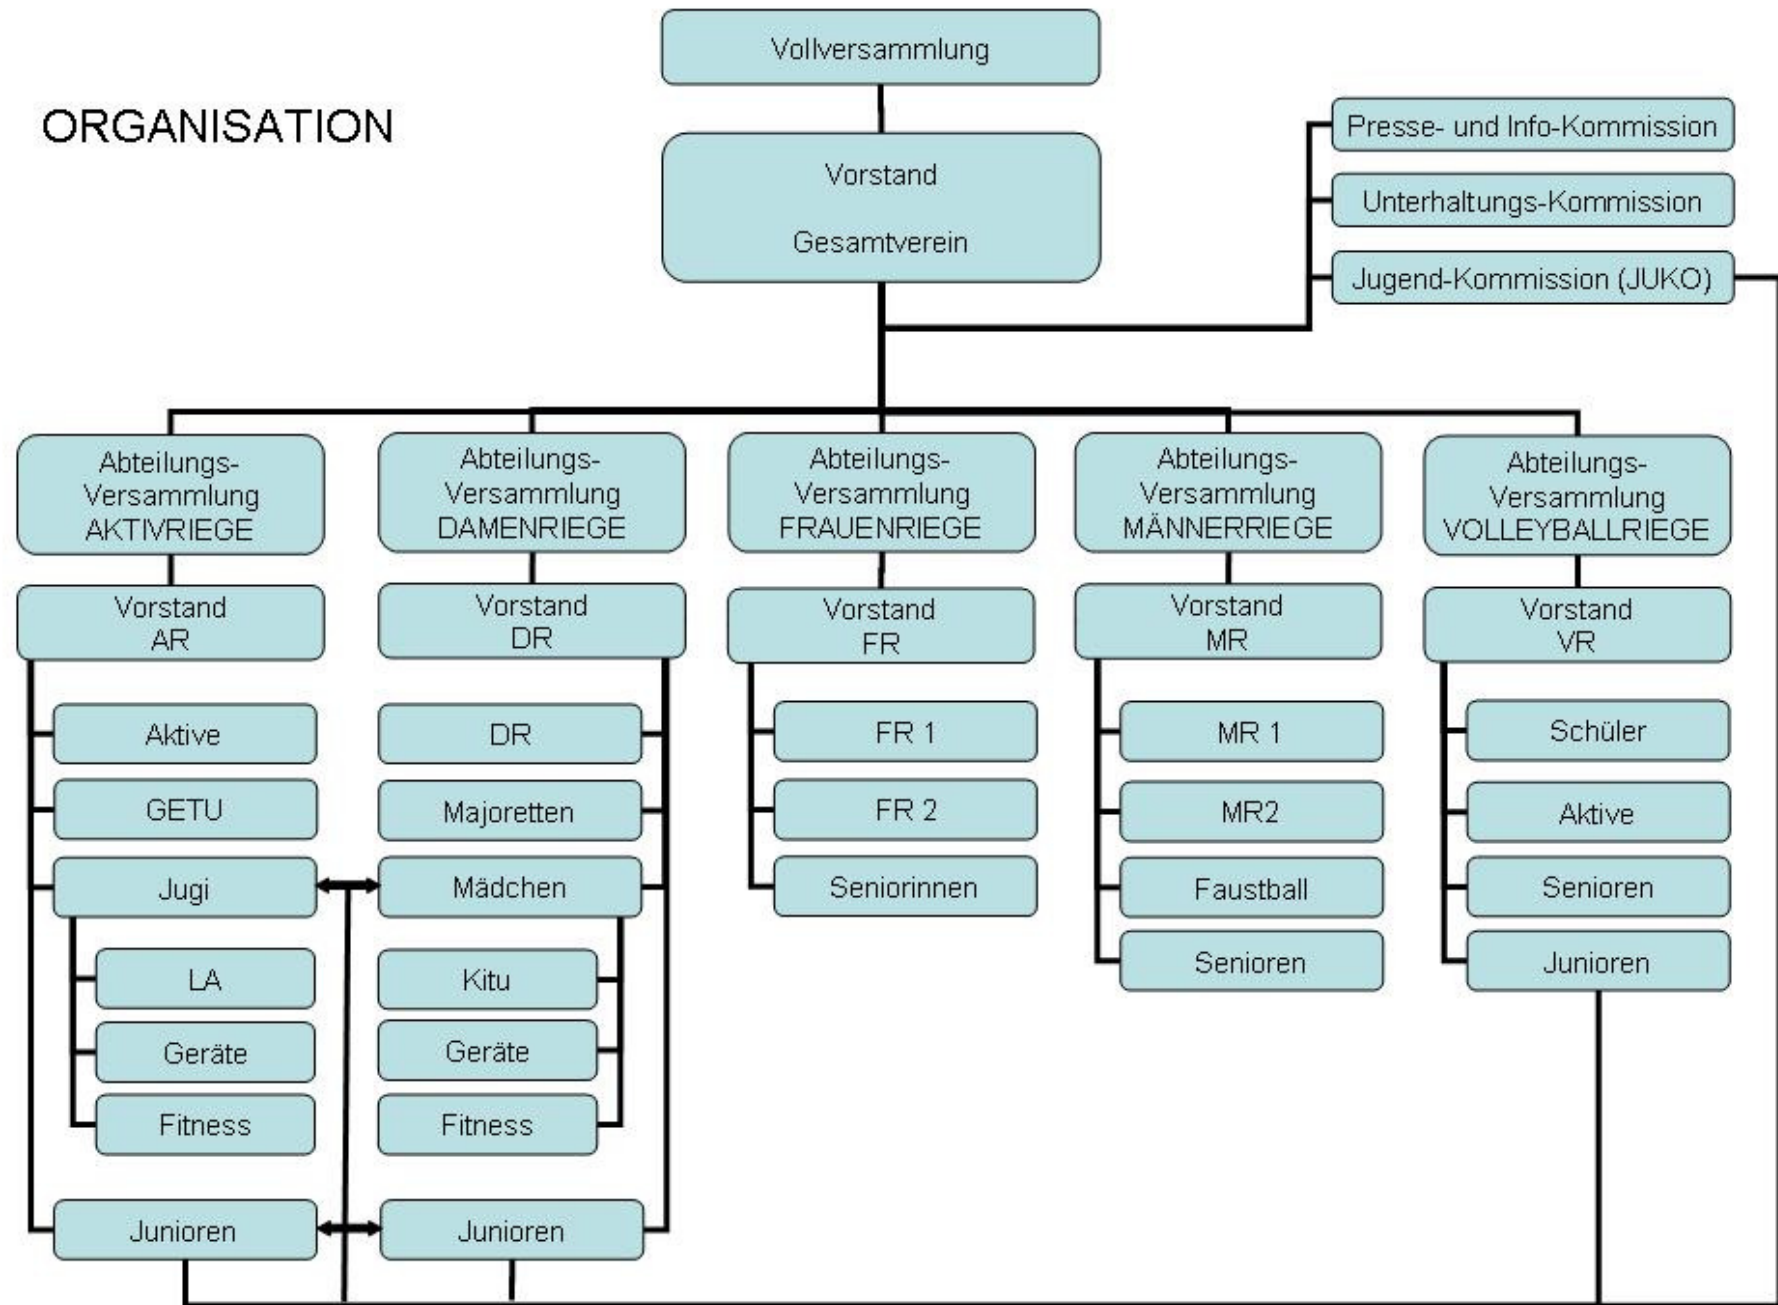 Vollversammlung
ORGANISATION
Vorstand
Gesamtverein
Presse- und Info-Kommission
Unterhaltungs-Kommission
Jugend-Kommission (JUKO)
Abteilungs-
Versammlung
AKTIVRIEGE
Abteilungs-
Versammlung
DAMENRIEGE
Abteilungs-
Versammlung
FRAUENRIEGE
Abteilungs-
Versammlung
MÄNNERRIEGE
Abteilungs-
Versammlung
VOLLEYBALLRIEGE
Vorstand
AR
Vorstand
DR
Vorstand
FR
Vorstand
MR
Vorstand
VR
Aktive
GETU
Jugi
LA
Geräte
Fitness
Junioren
DR
Majoretten
Mädchen
Kitu
Geräte
Fitness
Junioren
FR 1
FR 2
Seniorinnen
MR 1
MR2
Faustball
Senioren
Schüler
Aktive
Senioren
Junioren